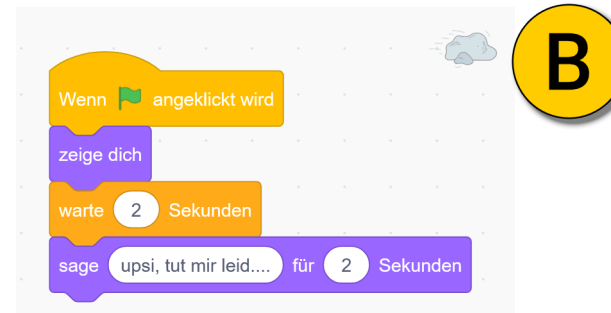 B
Wenn angeklickt wird
zeige dich
warte 2 Sekunden
sage upsi, tut mir leid.... für 2 Sekunden